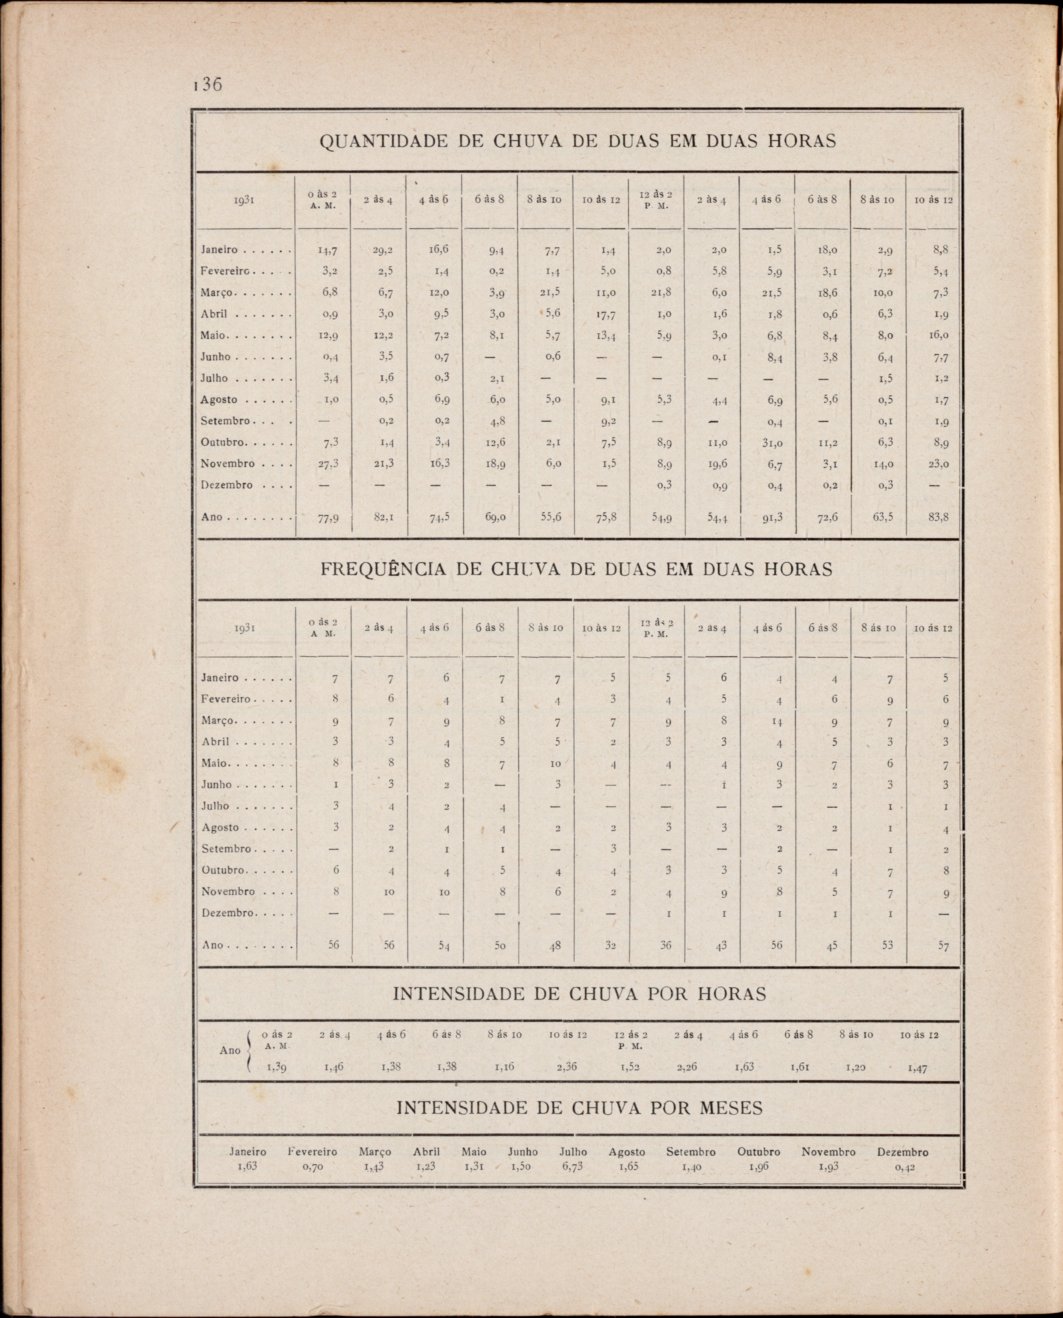 136
QUANTIDADE DE CHUVA DE DUAS EM DUAS HORAS
1931 0 às 2 A. M. 2 às 4 4 às 6 6 às 8 8 às 10 10 às 12 12 às 2 P. M. 2 às 4 4 às 6 6 às 8 8 às 10 10 às 12
Janeiro . . . . . . 14,7 29,2 16,6 9,4 7,7 1,4 2,0 2,0 1,5 18,0 2,9 8,8
Fevereiro . . . . 3,2 2,5 1,4 0,2 1,4 5,0 0,8 5,8 5,9 3,1 7,2 5,4
Março . . . . . . . 6,8 6,7 12,0 3,9 21,5 11,0 21,8 6,0 21,5 18,6 10,0 7,3
Abril . . . . . . . 0,9 3,0 9,5 3,0 5,6 17,7 1,0 1,6 1,8 0,6 6,3 1,9
Maio . . . . . . . . 12,9 12,2 7,2 8,1 5,7 13,4 5,9 3,0 6,8 8,4 8,0 16,0
Junho . . . . . . . 0,4 3,5 0,7 — 0,6 — — 0,1 8,4 3,8 6,4 7,7
Julho . . . . . . . 3,4 1,6 0,3 2,1 — — — — — — 1,5 1,2
Agosto . . . . . . 1,0 0,5 6,9 6,0 5,0 9,1 5,3 4,4 6,9 5,6 0,5 1,7
Setembro . . . . — 0,2 0,2 4,8 — 9,2 — — 0,4 — 0,1 1,9
Outubro . . . . . . 7,3 1,4 3,4 12,6 2,1 7,5 8,9 11,0 31,0 11,2 6,3 8,9
Novembro . . . . 27,3 21,3 16,3 18,9 6,0 1,5 8,9 19,6 6,7 3,1 14,0 23,0
Dezembro . . . . — — — — — — 0,3 0,9 0,4 0,2 0,3 —
Ano . . . . . . . . 77,9 82,1 74,5 69,0 55,6 75,8 54,9 54,4 91,3 72,6 63,5 83,8
FREQUÊNCIA DE CHUVA DE DUAS EM DUAS HORAS
1931 0 às 2 A M. 2 às 4 4 às 6 6 às 8 8 às 10 10 às 12 12 às 2 P. M. 2 às 4 4 às 6 6 às 8 8 às 10 10 às 12
Janeiro . . . . . . 7 7 6 7 7 5 5 6 4 4 7 5
Fevereiro . . . . . 8 6 4 1 4 3 4 5 4 6 9 6
Março . . . . . . . 9 7 9 8 7 7 9 8 14 9 7 9
Abril . . . . . . . 3 3 4 5 5 2 3 3 4 5 3 3
Maio . . . . . . . . 8 8 8 7 10 4 4 4 9 7 6 7
Junho . . . . . . . 1 3 2 — 3 — — 1 3 2 3 3
Julho . . . . . . . 3 4 2 4 — — — — — — 1 1
Agosto . . . . . . 3 2 4 4 2 2 3 3 2 2 1 4
Setembro . . . . . — 2 1 1 — 3 — — 2 — 1 2
Outubro . . . . . . 6 4 4 5 4 4 3 3 5 4 7 8
Novembro . . . . 8 10 10 8 6 2 4 9 8 5 7 9
Dezembro . . . . . — — — — — — 1 1 1 1 1 —
Ano . . . . . . . . 56 56 54 50 48 32 36 43 56 45 53 57
INTENSIDADE DE CHUVA POR HORAS
0 às 2 A. M 2 às 4 4 às 6 6 às 8 8 às 10 10 às 12 12 às 2 P M. 2 às 4 4 às 6 6 às 8 8 às 10 10 às 12
Ano
1,39 1,46 1,38 1,38 1,16 2,36 1,52 2,26 1,63 1,61 1,20 1,47
INTENSIDADE DE CHUVA POR MESES
Janeiro Fevereiro Março Abril Maio Junho Julho Agosto Setembro Outubro Novembro Dezembro
1,63 0,70 1,43 1,23 1,31 1,50 6,73 1,65 1,40 1,96 1,93 0,42